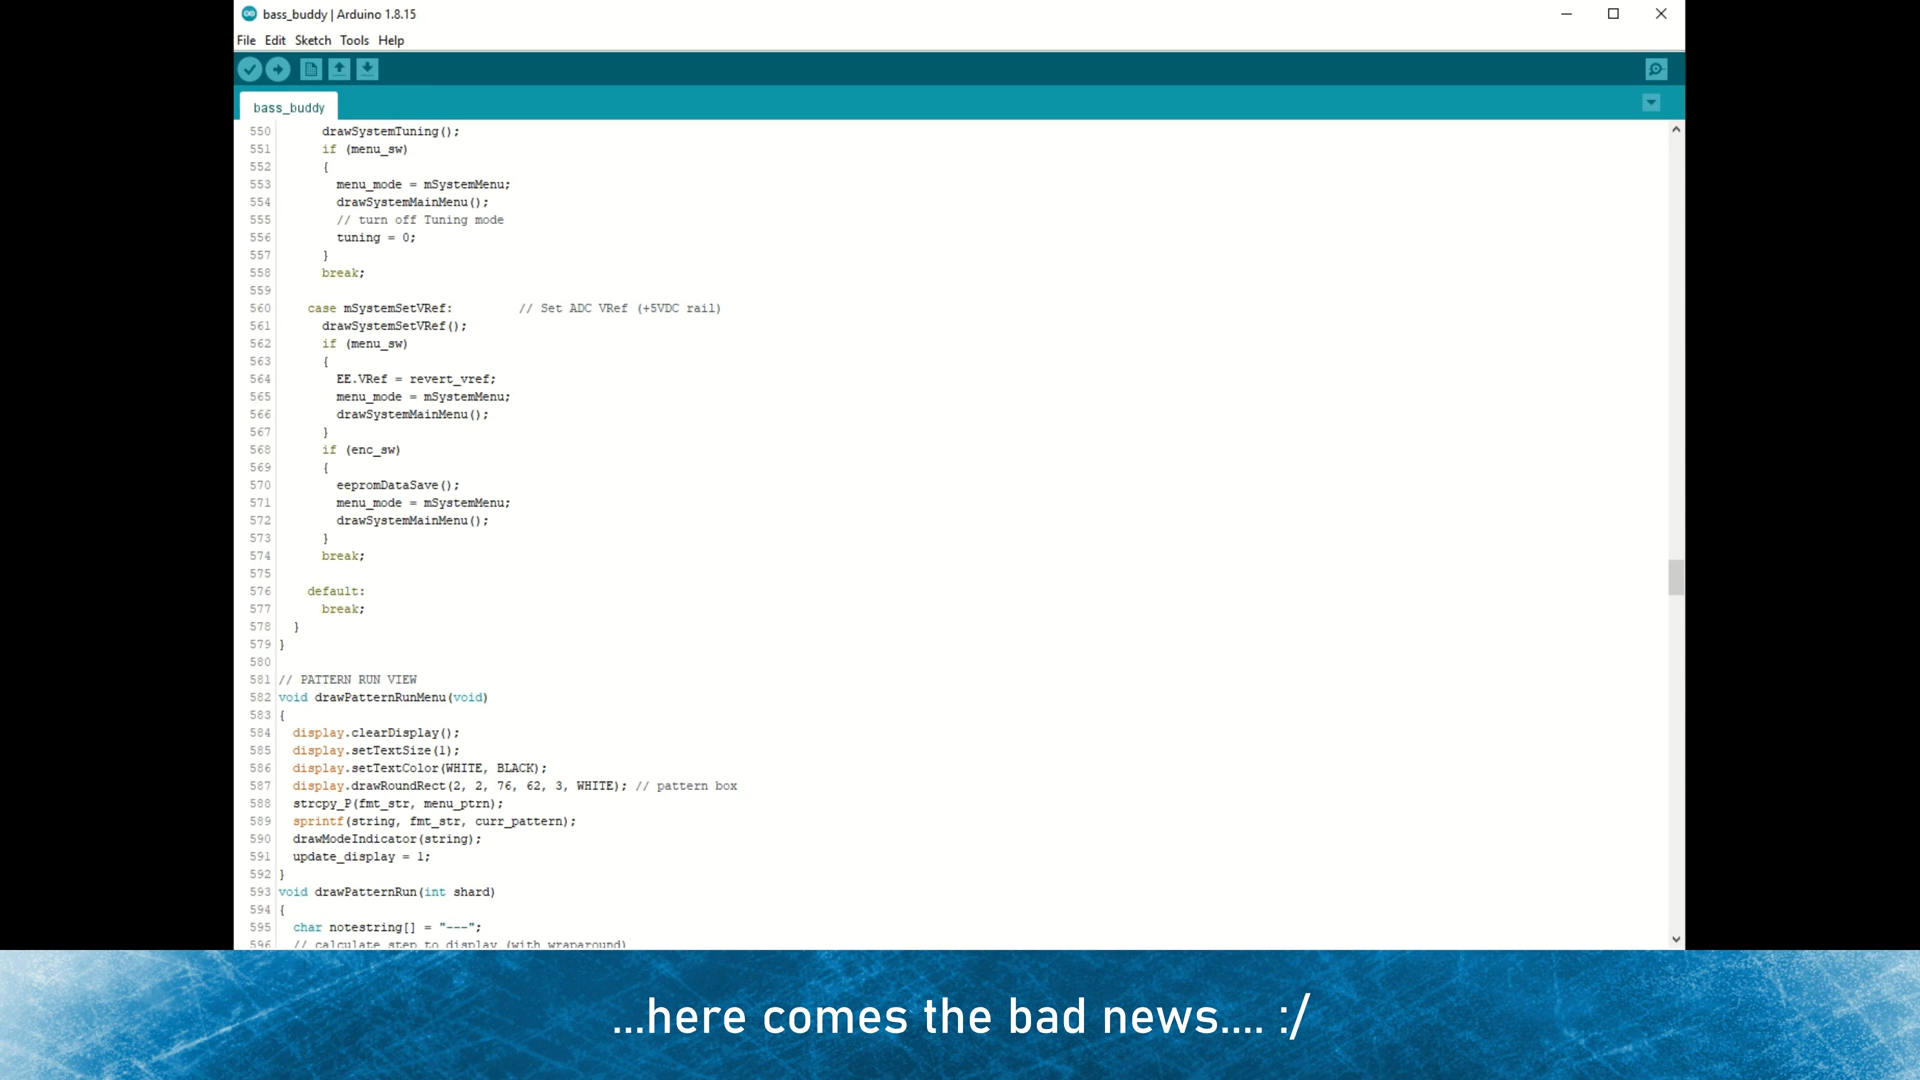 bass_buddy | Arduino 1.8.15
File Edit Sketch Tools Help
bass_buddy
550 drawSystemTuning();
551 if (menu_sw)
552 {
553 menu_mode = mSystemMenu;
554 drawSystemMainMenu();
555 // turn off Tuning mode
556 tuning = 0;
557 }
558 break;
559
560 case mSystemSetVRef: // Set ADC VRef (+5VDC rail)
561 drawSystemSetVRef();
562 if (menu_sw)
563 {
564 EE.VRef = revert_vref;
565 menu_mode = mSystemMenu;
566 drawSystemMainMenu();
567 }
568 if (enc_sw)
569 {
570 eepromDataSave();
571 menu_mode = mSystemMenu;
572 drawSystemMainMenu();
573 }
574 break;
575
576 default:
577 break;
578 }
579 }
580
581 // PATTERN RUN VIEW
582 void drawPatternRunMenu(void)
583 {
584 display.clearDisplay();
585 display.setTextSize(1);
586 display.setTextColor(WHITE, BLACK);
587 display.drawRoundRect(2, 2, 76, 62, 3, WHITE); // pattern box
588 strcpy_P(fmt_str, menu_ptrn);
589 sprintf(string, fmt_str, curr_pattern);
590 drawModeIndicator(string);
591 update_display = 1;
592 }
593 void drawPatternRun(int shard)
594 {
595 char notestring[] = "---";
596 // calculate step to display (with wraparound)
...here comes the bad news.... :/